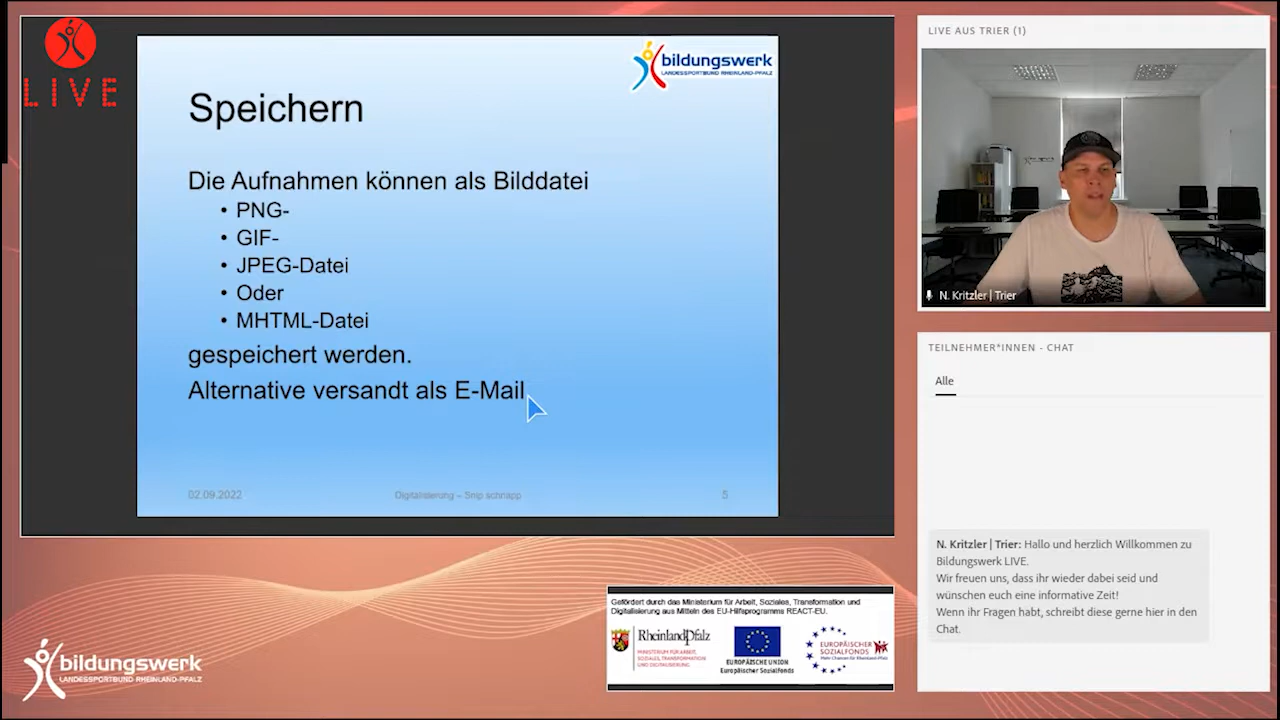 LIVE
bildungswerk
LANDESSPORTBUND RHEINLAND-PFALZ
Speichern
Die Aufnahmen können als Bilddatei
• PNG-
• GIF-
• JPEG-Datei
• Oder
• MHTML-Datei
gespeichert werden.
Alternative versandt als E-Mail
02.09.2022
Digitalisierung – Snip schnapp
5
LIVE AUS TRIER (1)
N. Kritzler | Trier
TEILNEHMER*INNEN - CHAT
Alle
N. Kritzler | Trier: Hallo und herzlich Willkommen zu
Bildungswerk LIVE.
Wir freuen uns, dass ihr wieder dabei seid und
wünschen euch eine informative Zeit!
Wenn ihr Fragen habt, schreibt diese gerne hier in den
Chat.
Gefördert durch das Ministerium für Arbeit, Soziales, Transformation und
Digitalisierung aus Mitteln des EU-Hilfsprogramms REACT-EU.
RheinlandPfalz
MINISTERIUM FÜR ARBEIT,
SOZIALES, TRANSFORMATION
UND DIGITALISIERUNG
EUROPÄISCHE UNION
Europäischer Sozialfonds
EUROPÄISCHER
SOZIALFONDS
Mehr Chancen für Rheinland-Pfalz
bildungswerk
LANDESSPORTBUND RHEINLAND-PFALZ